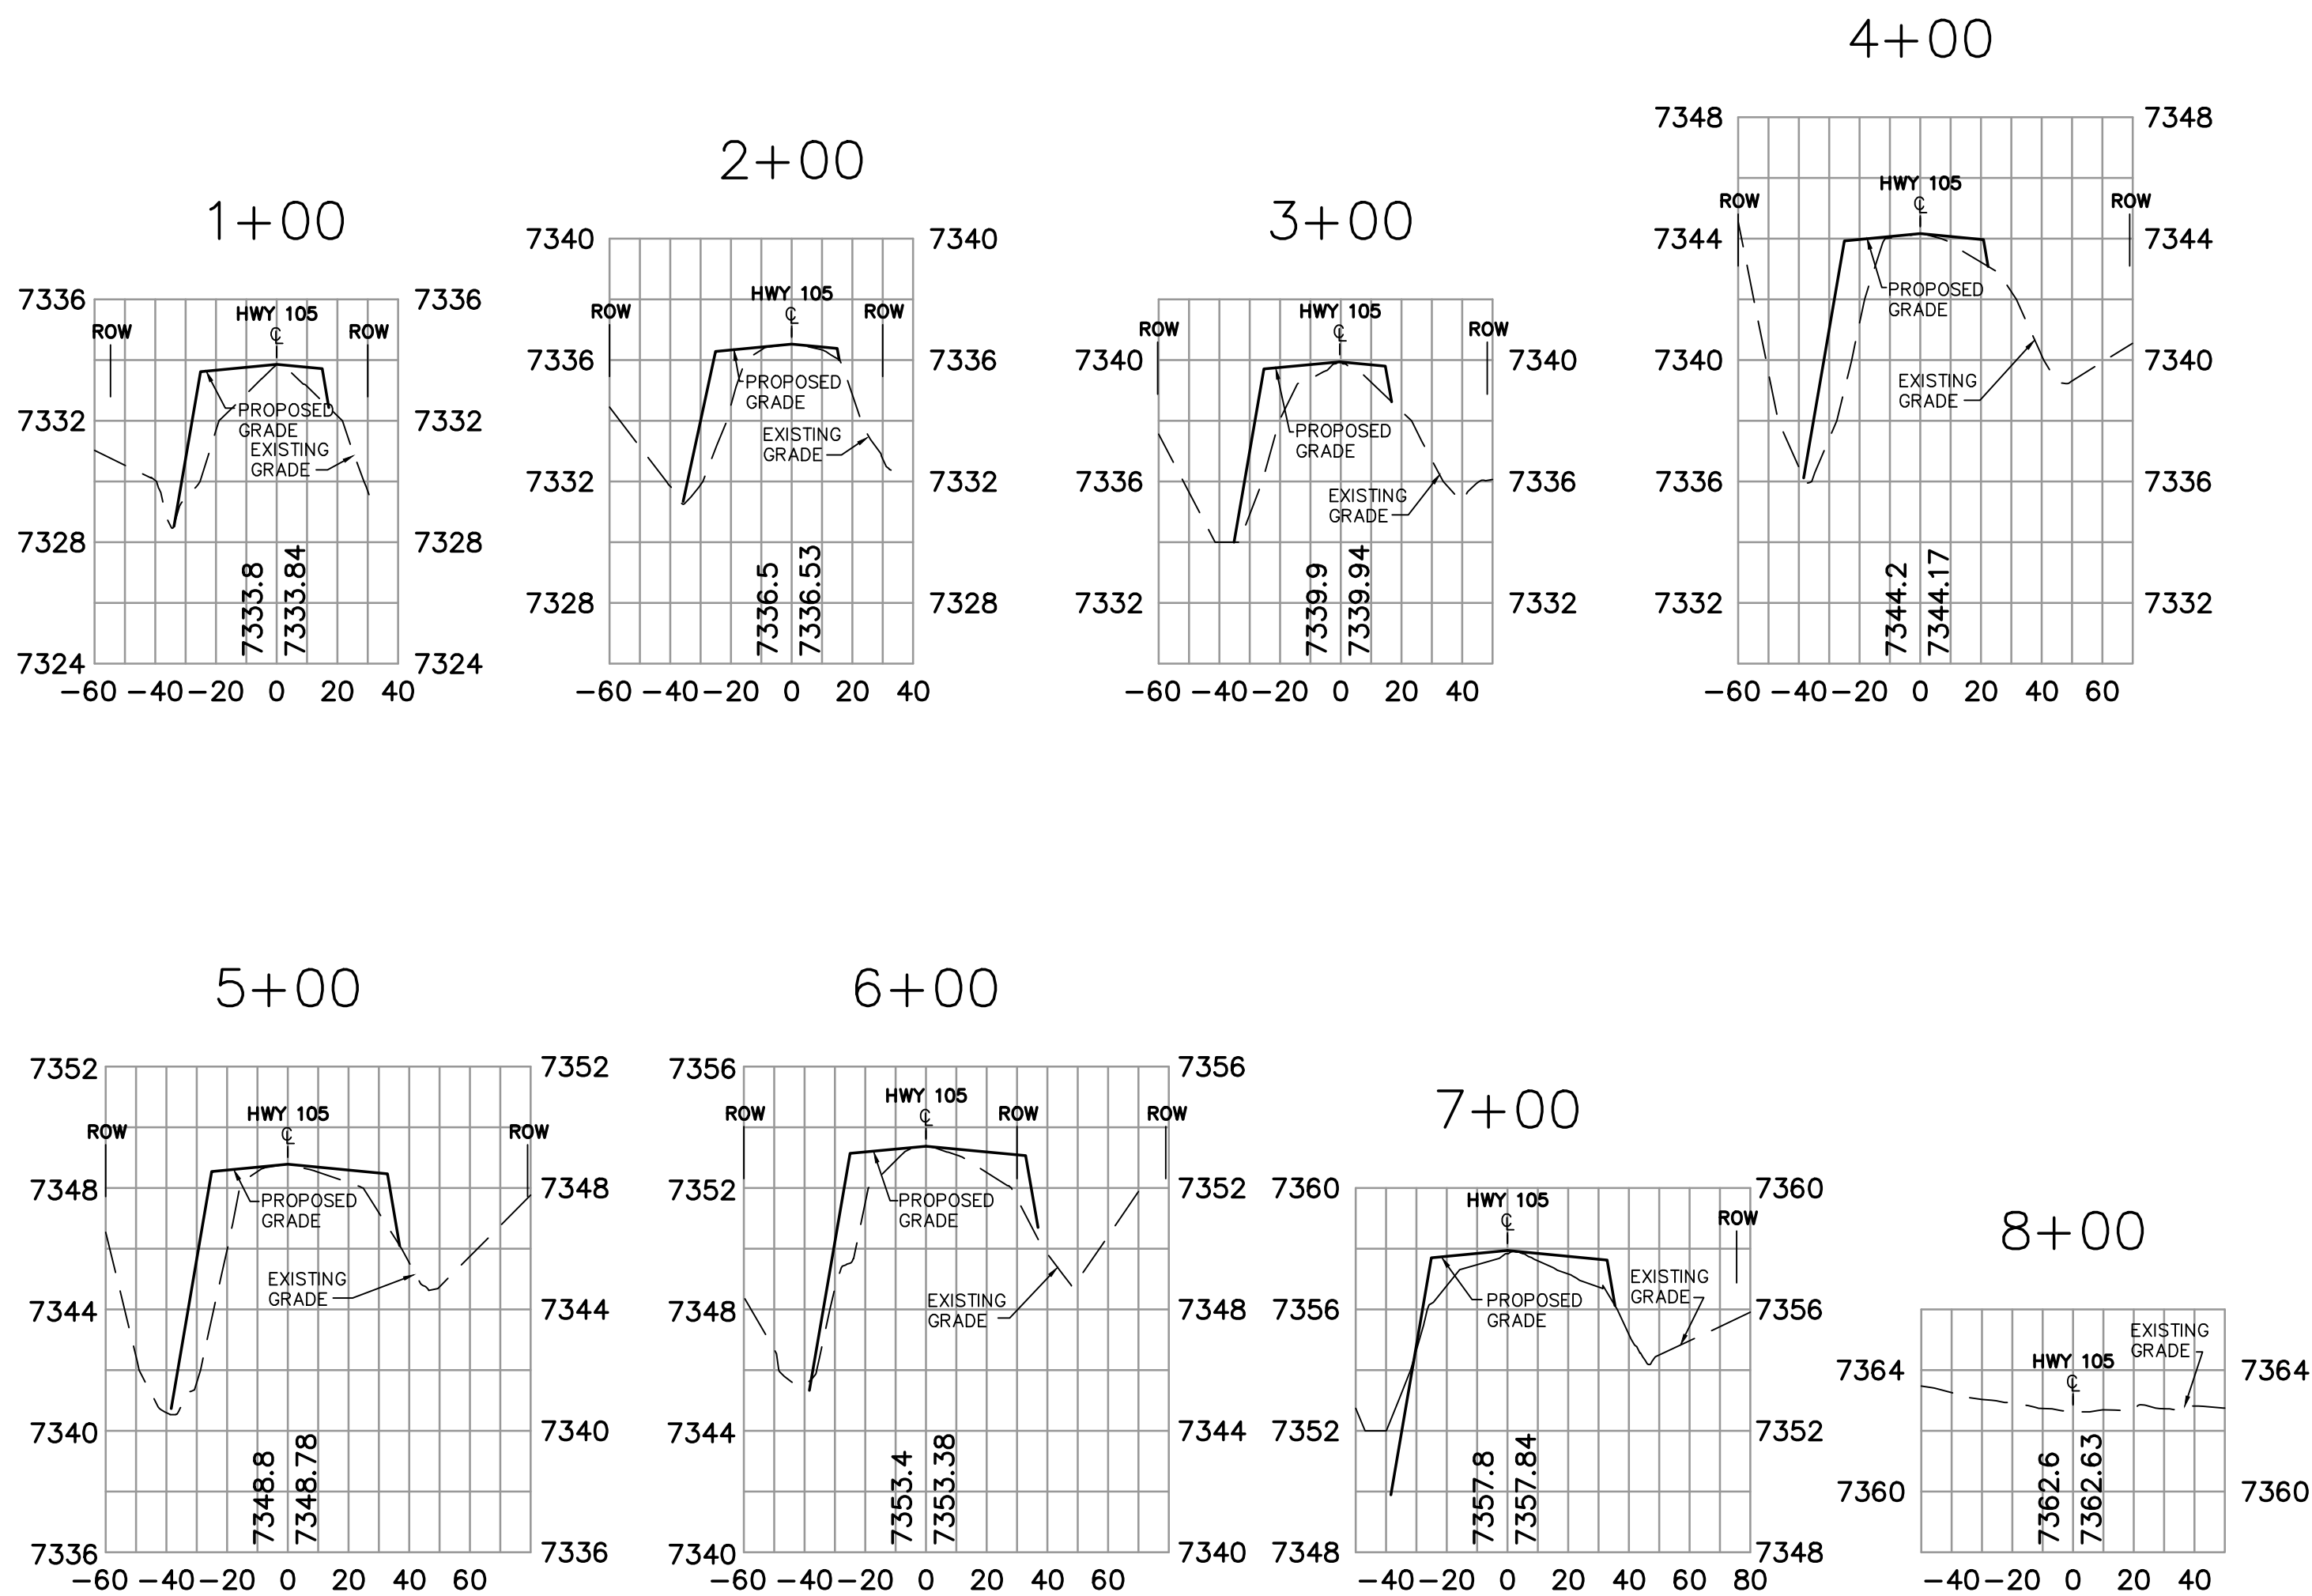 1+00
7336 7336
HWY 105
ROW ROW
℄
PROPOSED
GRADE
7332 7332
EXISTING
GRADE
7328 7328
7333.8 7333.84
7324 7324
−60 −40 −20 0 20 40
2+00
7340 7340
HWY 105
ROW ROW
℄
7336 7336
PROPOSED
GRADE
EXISTING
GRADE
7332 7332
7336.5 7336.53
7328 7328
−60 −40 −20 0 20 40
3+00
HWY 105
ROW ROW
℄
7340 7340
PROPOSED
GRADE
7336 7336
EXISTING
GRADE
7339.9 7339.94
7332 7332
−60 −40 −20 0 20 40
4+00
7348 7348
HWY 105
ROW ROW
℄
7344 7344
PROPOSED
GRADE
7340 7340
EXISTING
GRADE
7336 7336
7344.2 7344.17
7332 7332
−60 −40 −20 0 20 40 60
5+00
7352 7352
HWY 105
ROW ROW
℄
7348 7348
PROPOSED
GRADE
EXISTING
GRADE
7344 7344
7340 7340
7348.8 7348.78
7336 7336
−60 −40 −20 0 20 40 60
6+00
7356 7356
HWY 105
ROW ROW ROW
℄
7352 7352
PROPOSED
GRADE
7348 7348
EXISTING
GRADE
7344 7344
7353.4 7353.38
7340 7340
−60 −40 −20 0 20 40 60
7+00
7360 7360
HWY 105
ROW
℄
EXISTING
GRADE
7356 7356
PROPOSED
GRADE
7352 7352
7357.8 7357.84
7348 7348
−40 −20 0 20 40 60 80
8+00
EXISTING
GRADE
HWY 105
7364 7364
℄
7362.6 7362.63
7360 7360
−40 −20 0 20 40